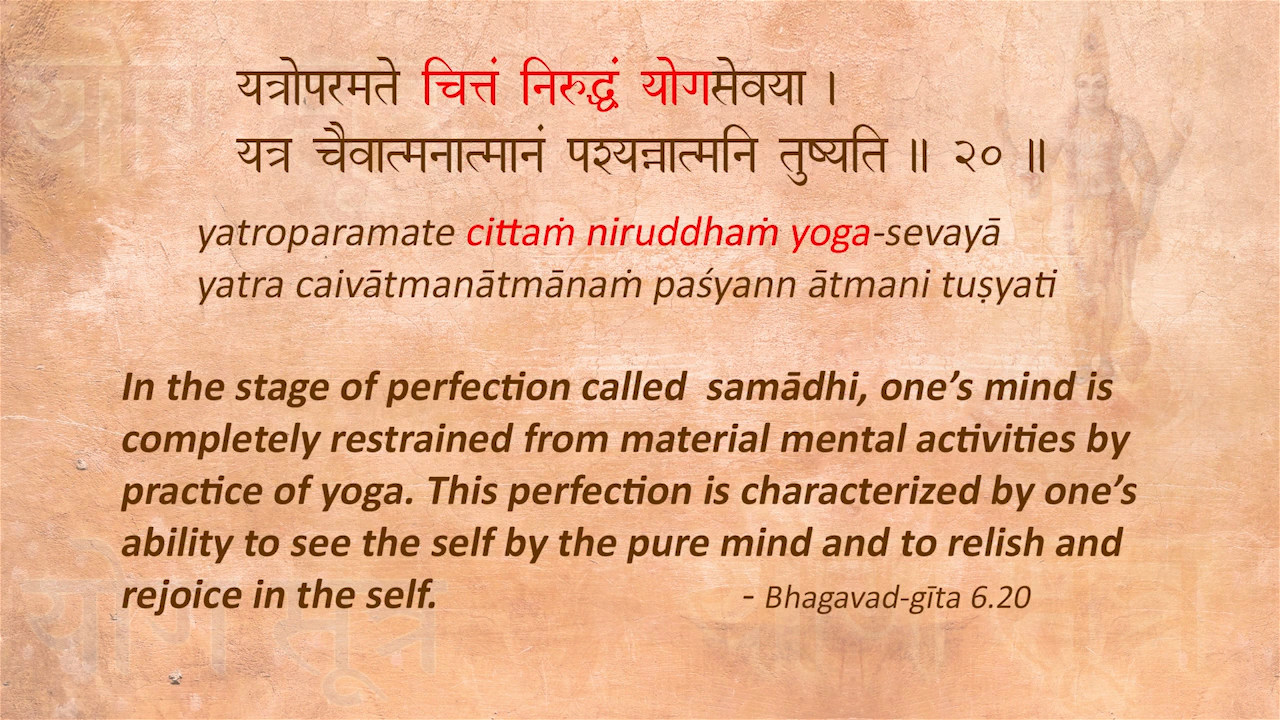 यत्रोपरमते चित्तं निरुद्धं योगसेवया ।
यत्र चैवात्मनात्मानं पश्यन्नात्मनि तुष्यति ॥ २० ॥
yatroparamate cittaṁ niruddhaṁ yoga-sevayā
yatra caivātmanātmānaṁ paśyann ātmani tuṣyati
In the stage of perfection called samādhi, one’s mind is
completely restrained from material mental activities by
practice of yoga. This perfection is characterized by one’s
ability to see the self by the pure mind and to relish and
rejoice in the self.
- Bhagavad-gīta 6.20
योग
योग सूत्र
योग सूत्र